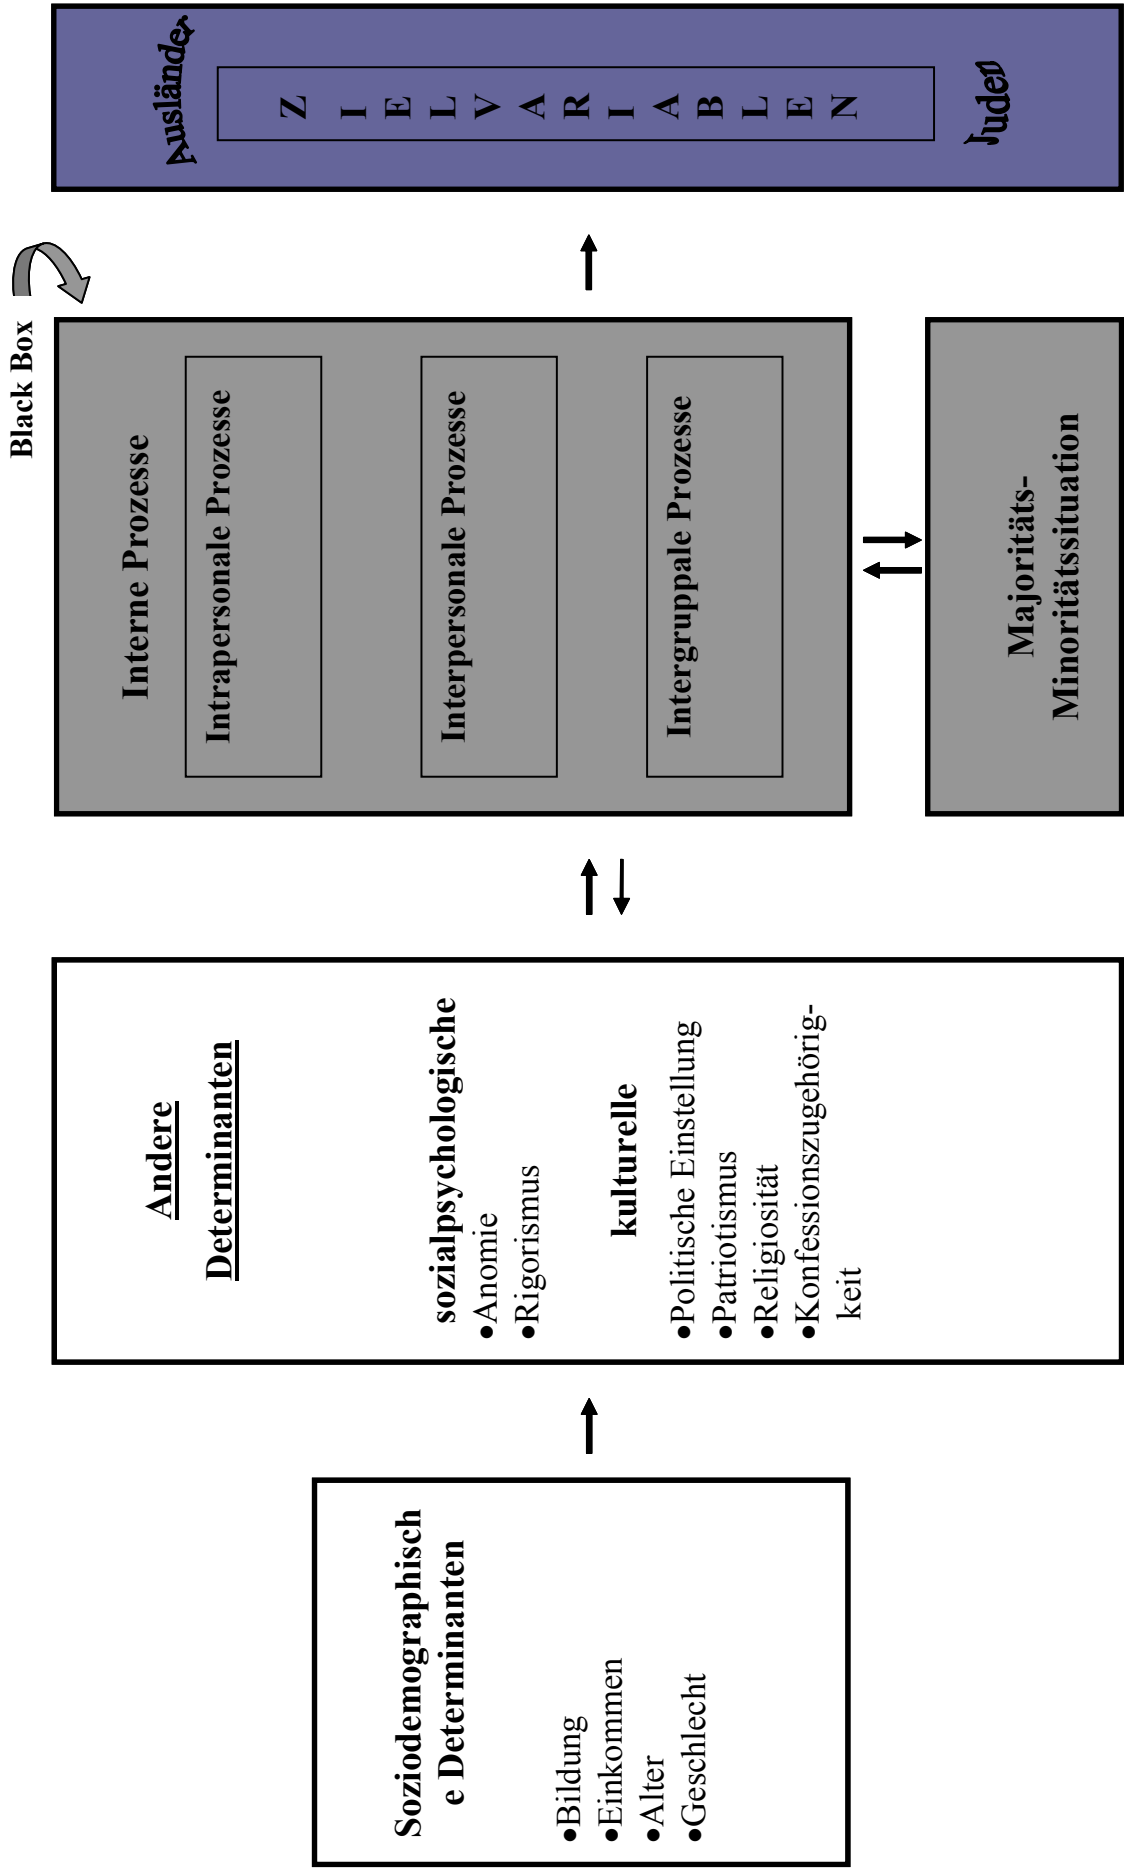 Soziodemographisch
e Determinanten
•Bildung
•Einkommen
•Alter
•Geschlecht
Andere
Determinanten
sozialpsychologische
•Anomie
•Rigorismus
kulturelle
•Politische Einstellung
•Patriotismus
•Religiosität
•Konfessionszugehörig-
keit
Black Box
Interne Prozesse
Intrapersonale Prozesse
Interpersonale Prozesse
Intergruppale Prozesse
Majoritäts-
Minoritätssituation
Ausländer
Z
I
E
L
V
A
R
I
A
B
L
E
N
Juden